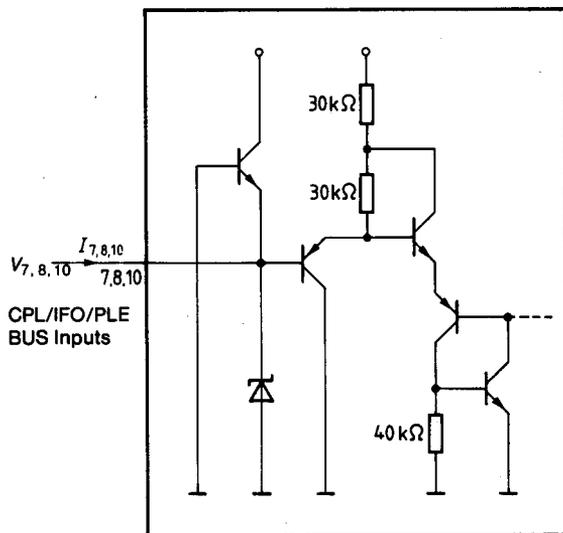 30kΩ
30kΩ
I7,8,10
V7, 8, 10
7,8,10
CPL/IFO/PLE
BUS Inputs
40kΩ